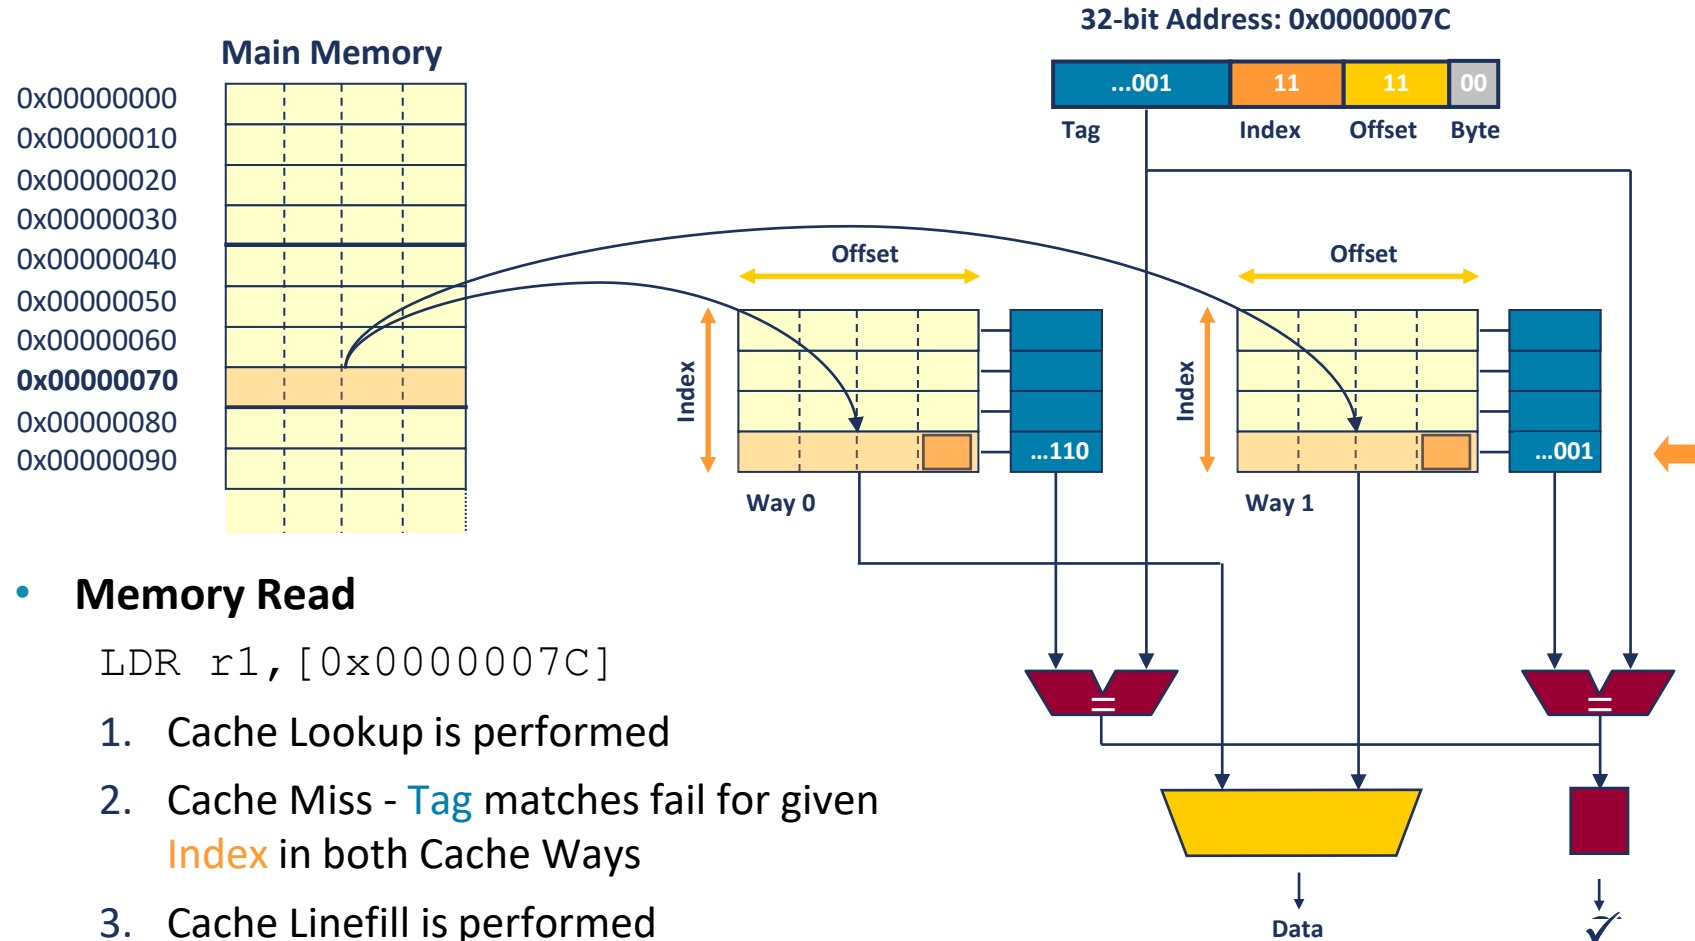 32-bit Address: 0x0000007C
Main Memory
0x00000000
0x00000010
0x00000020
0x00000030
0x00000040
0x00000050
0x00000060
0x00000070
0x00000080
0x00000090
...001 11 11 00
Tag Index Offset Byte
Offset
Index
...110
Way 0
Offset
Index
...001
Way 1
=
=
Data
• Memory Read
LDR r1,[0x0000007C]
1. Cache Lookup is performed
2. Cache Miss - Tag matches fail for given
Index in both Cache Ways
3. Cache Linefill is performed